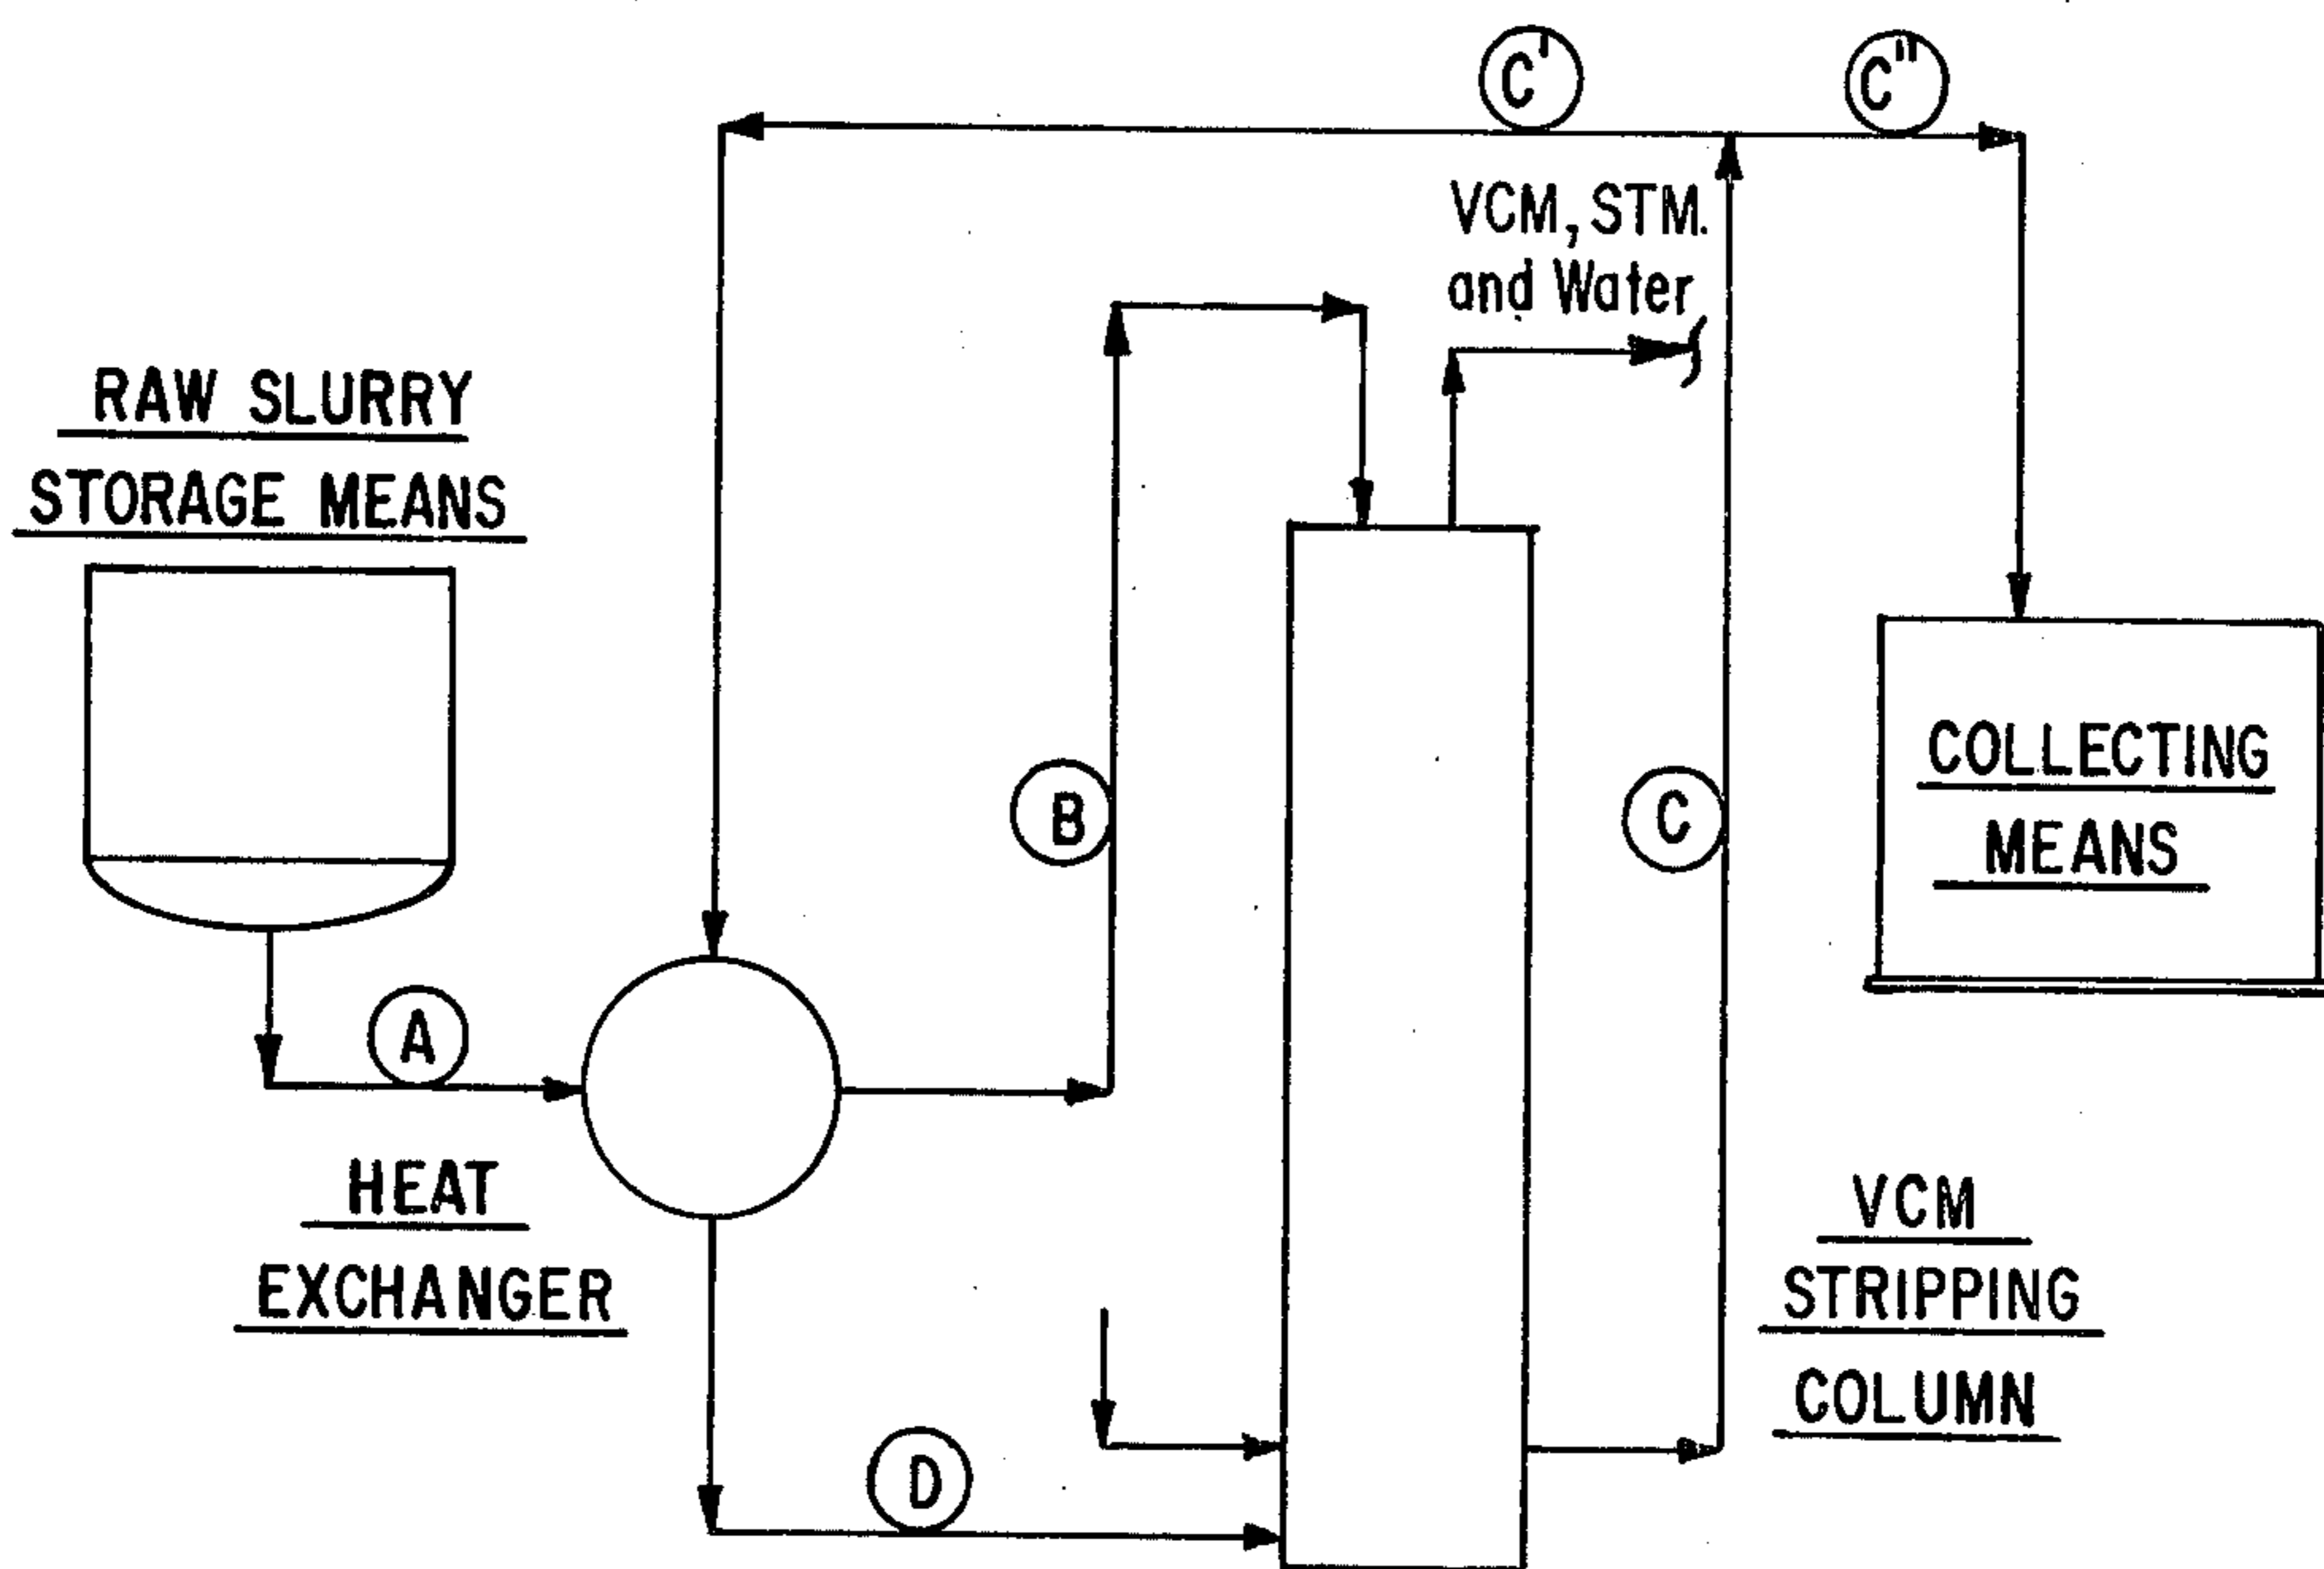 C'
C"
VCM, STM.
and Water
RAW SLURRY
STORAGE MEANS
B
C
COLLECTING
MEANS
A
HEAT
EXCHANGER
VCM
STRIPPING
COLUMN
D